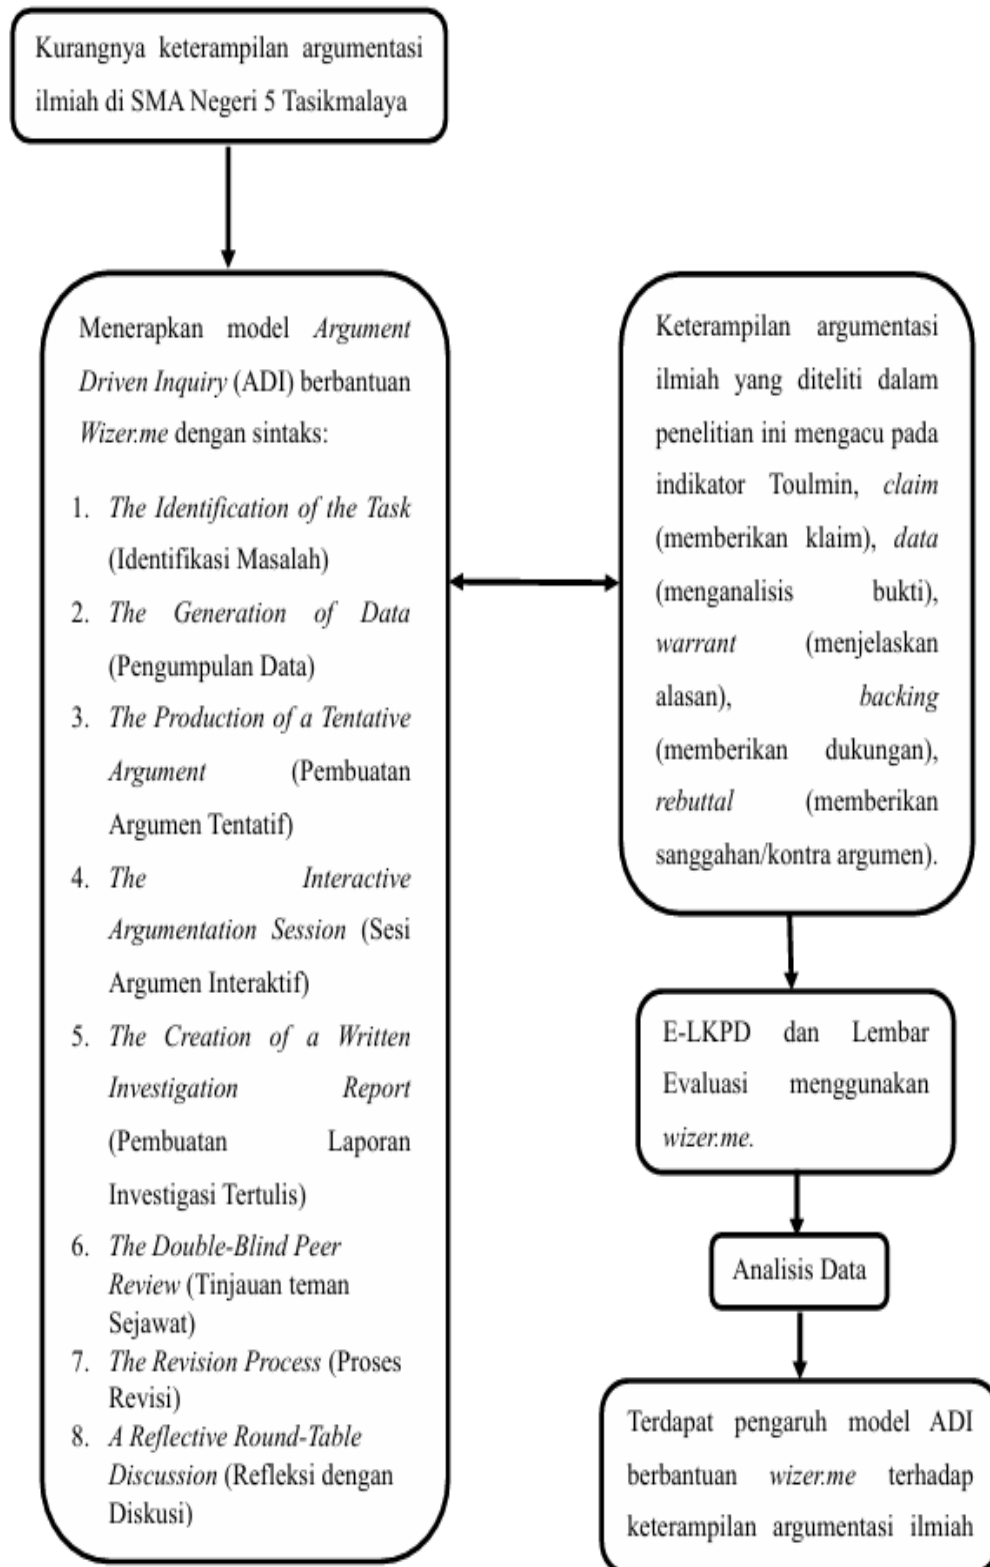 Kurangnya keterampilan argumentasi
ilmiah di SMA Negeri 5 Tasikmalaya
Menerapkan model Argument
Driven Inquiry (ADI) berbantuan
Wizer.me dengan sintaks:
1. The Identification of the Task
(Identifikasi Masalah)
2. The Generation of Data
(Pengumpulan Data)
3. The Production of a Tentative
Argument (Pembuatan
Argumen Tentatif)
4. The Interactive
Argumentation Session (Sesi
Argumen Interaktif)
5. The Creation of a Written
Investigation Report
(Pembuatan Laporan
Investigasi Tertulis)
6. The Double-Blind Peer
Review (Tinjauan teman
Sejawat)
7. The Revision Process (Proses
Revisi)
8. A Reflective Round-Table
Discussion (Refleksi dengan
Diskusi)
Keterampilan argumentasi
ilmiah yang diteliti dalam
penelitian ini mengacu pada
indikator Toulmin, claim
(memberikan klaim), data
(menganalisis bukti),
warrant (menjelaskan
alasan), backing
(memberikan dukungan),
rebuttal (memberikan
sanggahan/kontra argumen).
E-LKPD dan Lembar
Evaluasi menggunakan
wizer.me.
Analisis Data
Terdapat pengaruh model ADI
berbantuan wizer.me terhadap
keterampilan argumentasi ilmiah